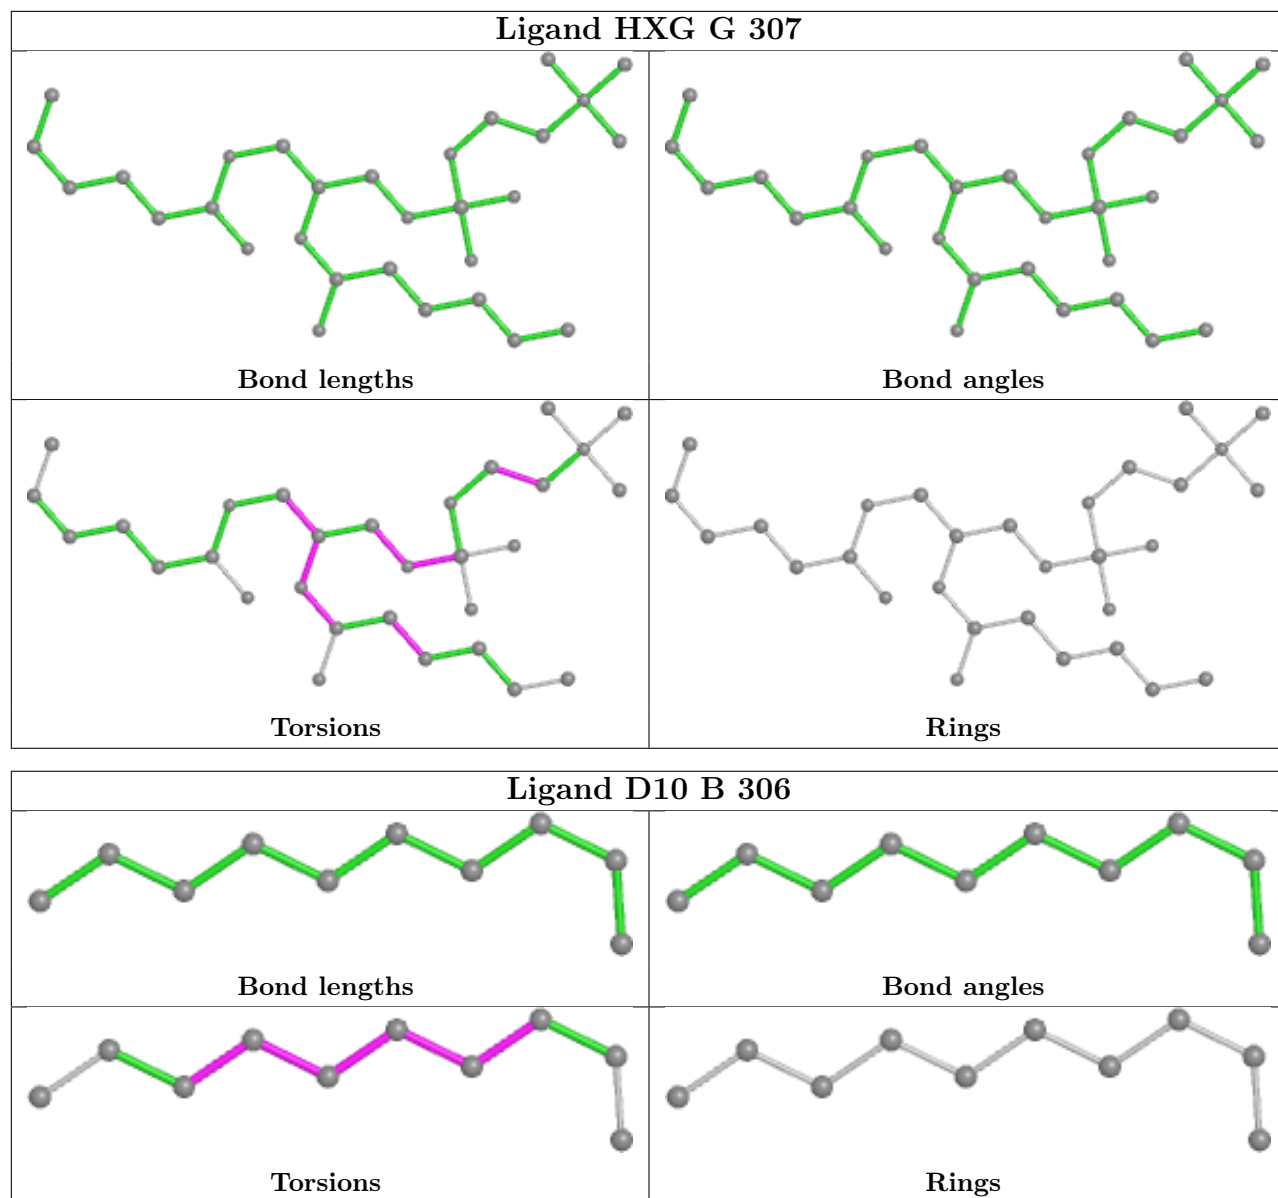 Ligand HXG G 307
Bond lengths
Bond angles
Torsions
Rings
Ligand D10 B 306
Bond lengths
Bond angles
Torsions
Rings